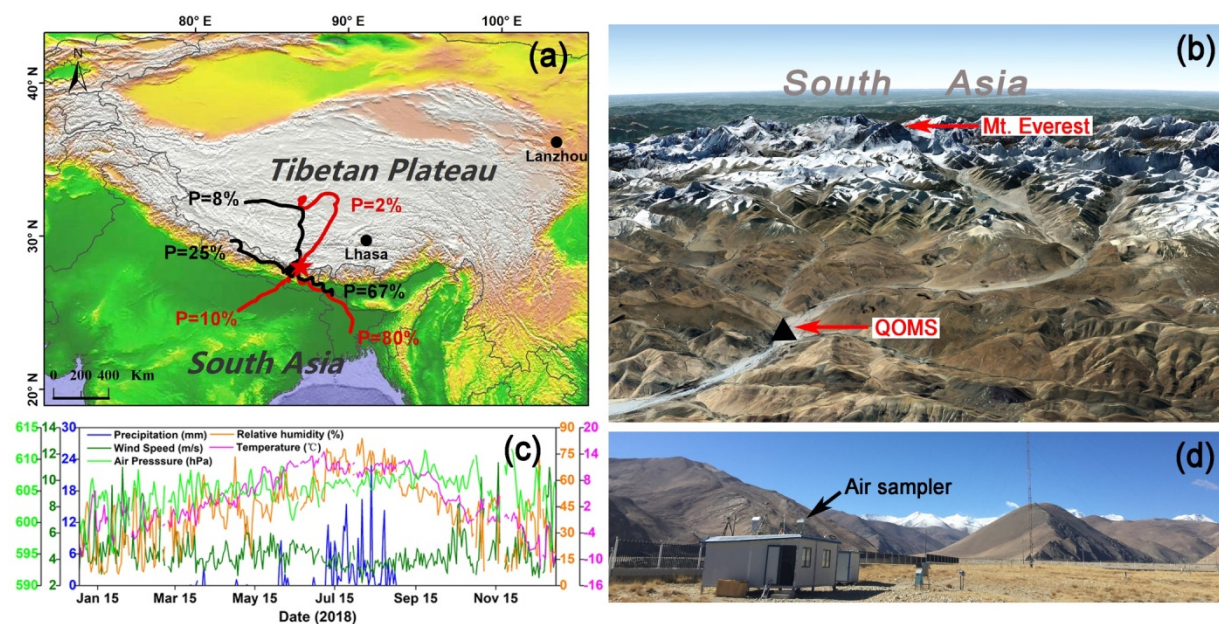 80° E
90° E
100° E
(a)
N
40° N
30° N
20° N
Lanzhou
Tibetan Plateau
P=8%
P=2%
Lhasa
P=25%
P=67%
P=10%
P=80%
South Asia
0 200 400 Km
(b)
South Asia
Mt. Everest
QOMS
(c)
615
610
605
600
595
590
14
12
10
8
6
4
2
30
24
18
12
6
0
Precipitation (mm)
Relative humidity (%)
Wind Speed (m/s)
Temperature (℃)
Air Presssure (hPa)
90
75
60
45
30
15
0
20
14
8
2
-4
-10
-16
Jan 15 Mar 15 May 15 Jul 15 Sep 15 Nov 15
Date (2018)
(d)
Air sampler